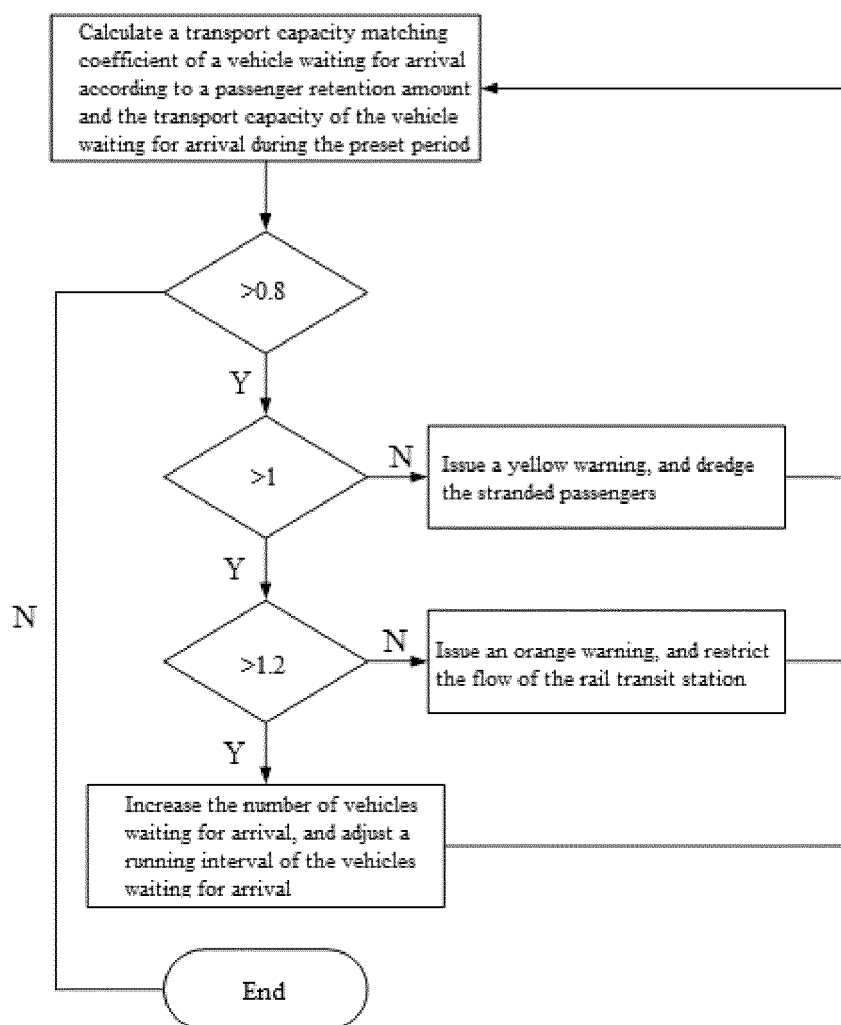 Calculate a transport capacity matching
coefficient of a vehicle waiting for arrival
according to a passenger retention amount
and the transport capacity of the vehicle
waiting for arrival during the preset period
>0.8
Y
>1
N
Issue a yellow warning, and dredge
the stranded passengers
Y
N
>1.2
N
Issue an orange warning, and restrict
the flow of the rail transit station
Y
Increase the number of vehicles
waiting for arrival, and adjust a
running interval of the vehicles
waiting for arrival
End